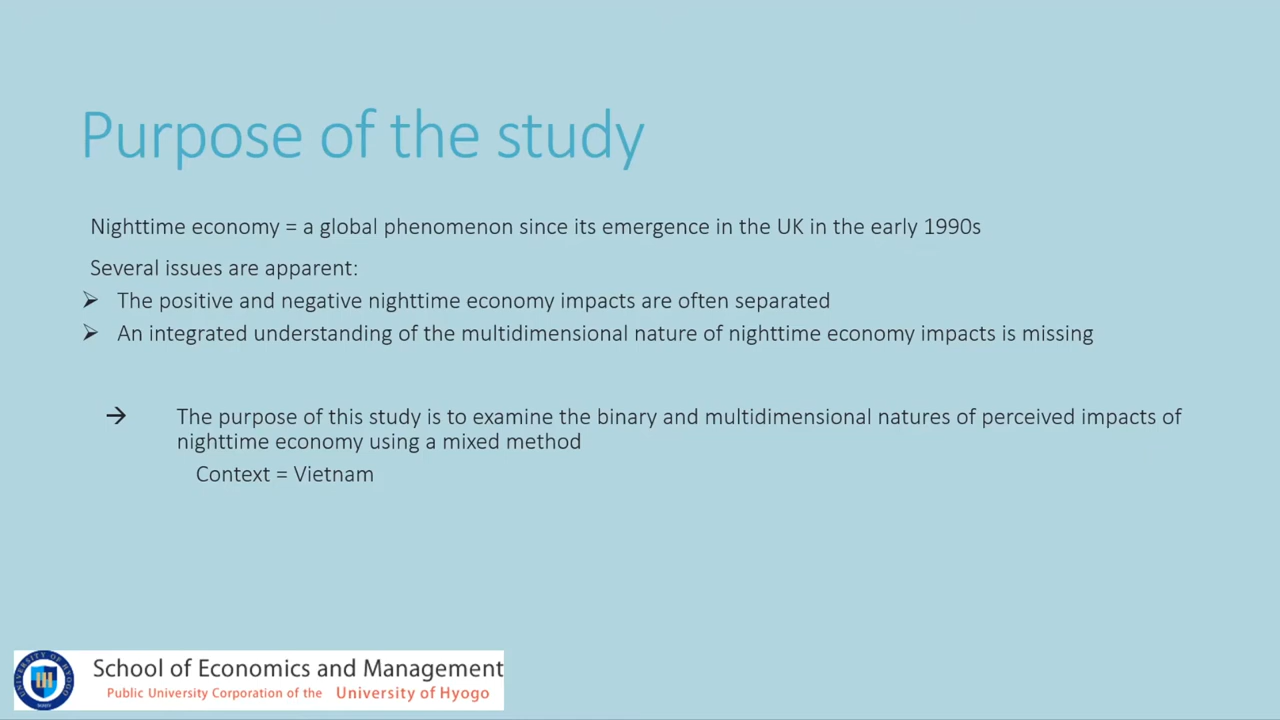 Purpose of the study
Nighttime economy = a global phenomenon since its emergence in the UK in the early 1990s
Several issues are apparent:
➢ The positive and negative nighttime economy impacts are often separated
➢ An integrated understanding of the multidimensional nature of nighttime economy impacts is missing
→ The purpose of this study is to examine the binary and multidimensional natures of perceived impacts of
nighttime economy using a mixed method
Context = Vietnam
UNIVERSITY OF HYOGO
School of Economics and Management
Public University Corporation of the University of Hyogo